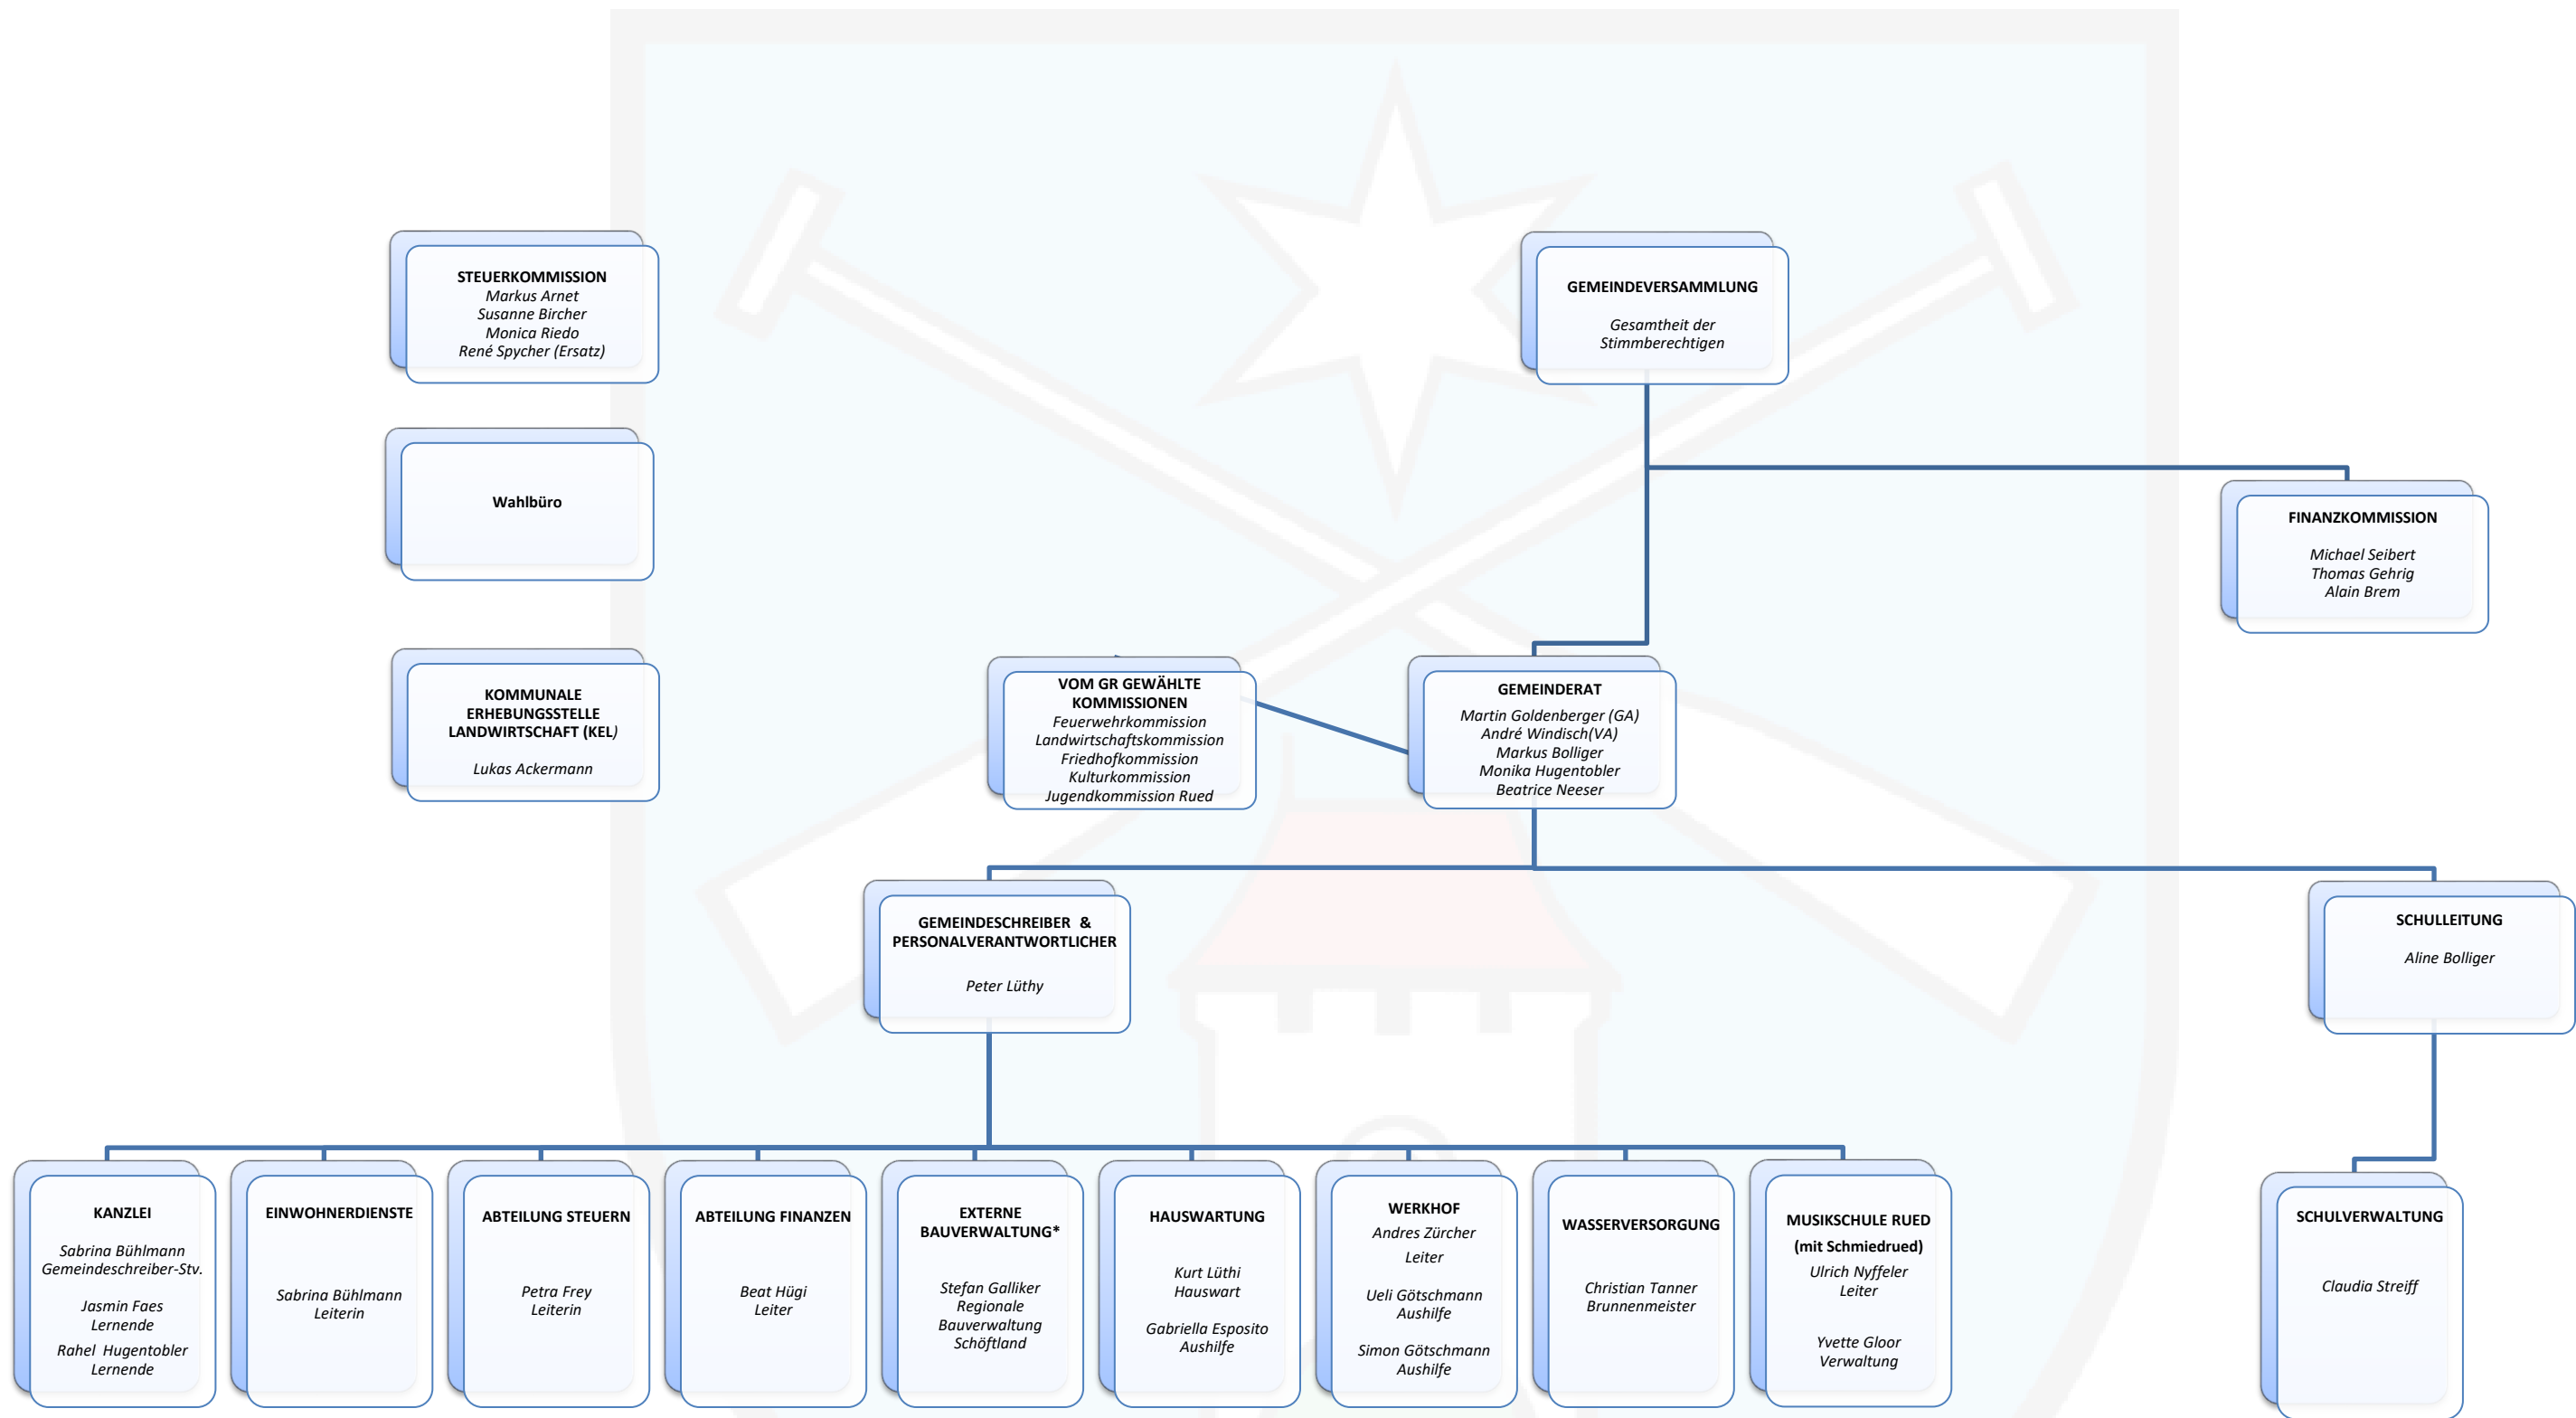 STEUERKOMMISSION
Markus Arnet
Susanne Bircher
Monica Riedo
René Spycher (Ersatz)
GEMEINDEVERSAMMLUNG
Gesamtheit der
Stimmberechtigen
Wahlbüro
FINANZKOMMISSION
Michael Seibert
Thomas Gehrig
Alain Brem
KOMMUNALE
ERHEBUNGSSTELLE
LANDWIRTSCHAFT (KEL)
Lukas Ackermann
VOM GR GEWÄHLTE
KOMMISSIONEN
Feuerwehrkommission
Landwirtschaftskommission
Friedhofkommission
Kulturkommission
Jugendkommission Rued
GEMEINDERAT
Martin Goldenberger (GA)
André Windisch(VA)
Markus Bolliger
Monika Hugentobler
Beatrice Neeser
GEMEINDESCHREIBER &
PERSONALVERANTWORTLICHER
Peter Lüthy
SCHULLEITUNG
Aline Bolliger
KANZLEI
Sabrina Bühlmann
Gemeindeschreiber-Stv.
Jasmin Faes
Lernende
Rahel Hugentobler
Lernende
EINWOHNERDIENSTE
Sabrina Bühlmann
Leiterin
ABTEILUNG STEUERN
Petra Frey
Leiterin
ABTEILUNG FINANZEN
Beat Hügi
Leiter
EXTERNE
BAUVERWALTUNG*
Stefan Galliker
Regionale
Bauverwaltung
Schöftland
HAUSWARTUNG
Kurt Lüthi
Hauswart
Gabriella Esposito
Aushilfe
WERKHOF
Andres Zürcher
Leiter
Ueli Götschmann
Aushilfe
Simon Götschmann
Aushilfe
WASSERVERSORGUNG
Christian Tanner
Brunnenmeister
MUSIKSCHULE RUED
(mit Schmiedrued)
Ulrich Nyffeler
Leiter
Yvette Gloor
Verwaltung
SCHULVERWALTUNG
Claudia Streiff